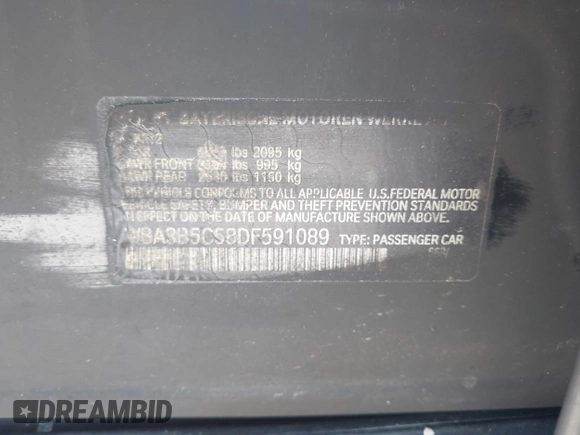 BAYERISCHE MOTOREN WERKE AG
lbs 2095 kg
GAWR FRONT lbs 995 kg
GAWR REAR lbs 1160 kg
THIS VEHICLE CONFORMS TO ALL APPLICABLE U.S.FEDERAL MOTOR
VEHICLE SAFETY, BUMPER AND THEFT PREVENTION STANDARDS
IN EFFECT ON THE DATE OF MANUFACTURE SHOWN ABOVE.
WBA3B5C58DF591089 TYPE: PASSENGER CAR
DREAMBID